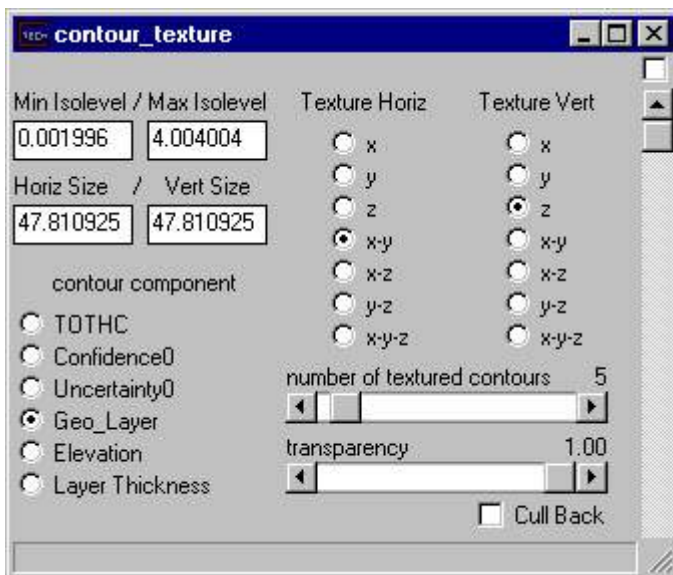 contour_texture
Min Isolevel / Max Isolevel
0.001996 4.004004
Horiz Size / Vert Size
47.810925 47.810925
contour component
TOTHC
Confidence0
Uncertainty0
Geo_Layer
Elevation
Layer Thickness
Texture Horiz
x
y
z
x-y
x-z
y-z
x-y-z
Texture Vert
x
y
z
x-y
x-z
y-z
x-y-z
number of textured contours 5
transparency 1.00
Cull Back